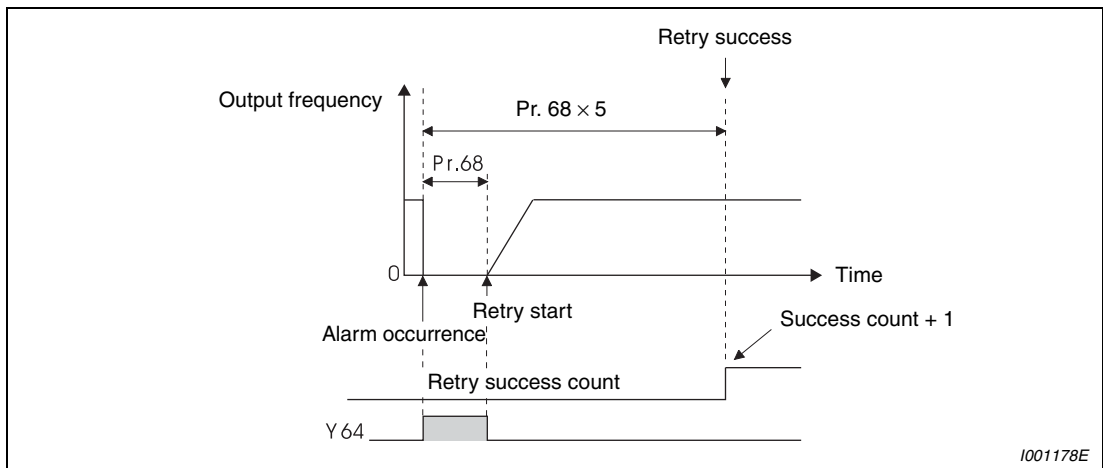 Retry success
Output frequency
Pr. 68 × 5
Pr.68
0
Time
Retry start
Alarm occurrence
Success count + 1
Retry success count
Y64
I001178E